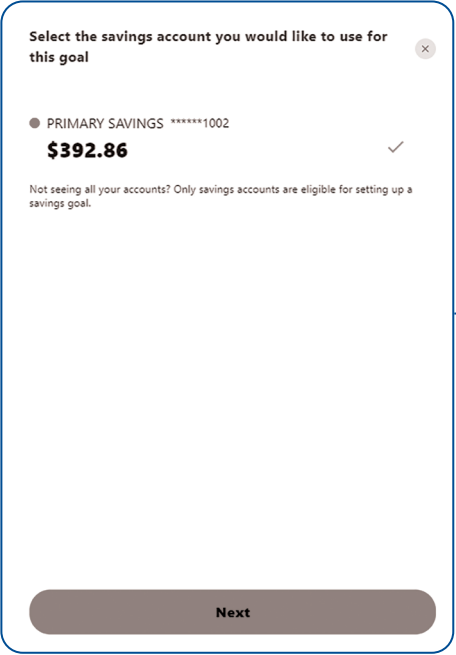 Select the savings account you would like to use for
this goal
PRIMARY SAVINGS ******1002
$392.86
Not seeing all your accounts? Only savings accounts are eligible for setting up a
savings goal.
Next